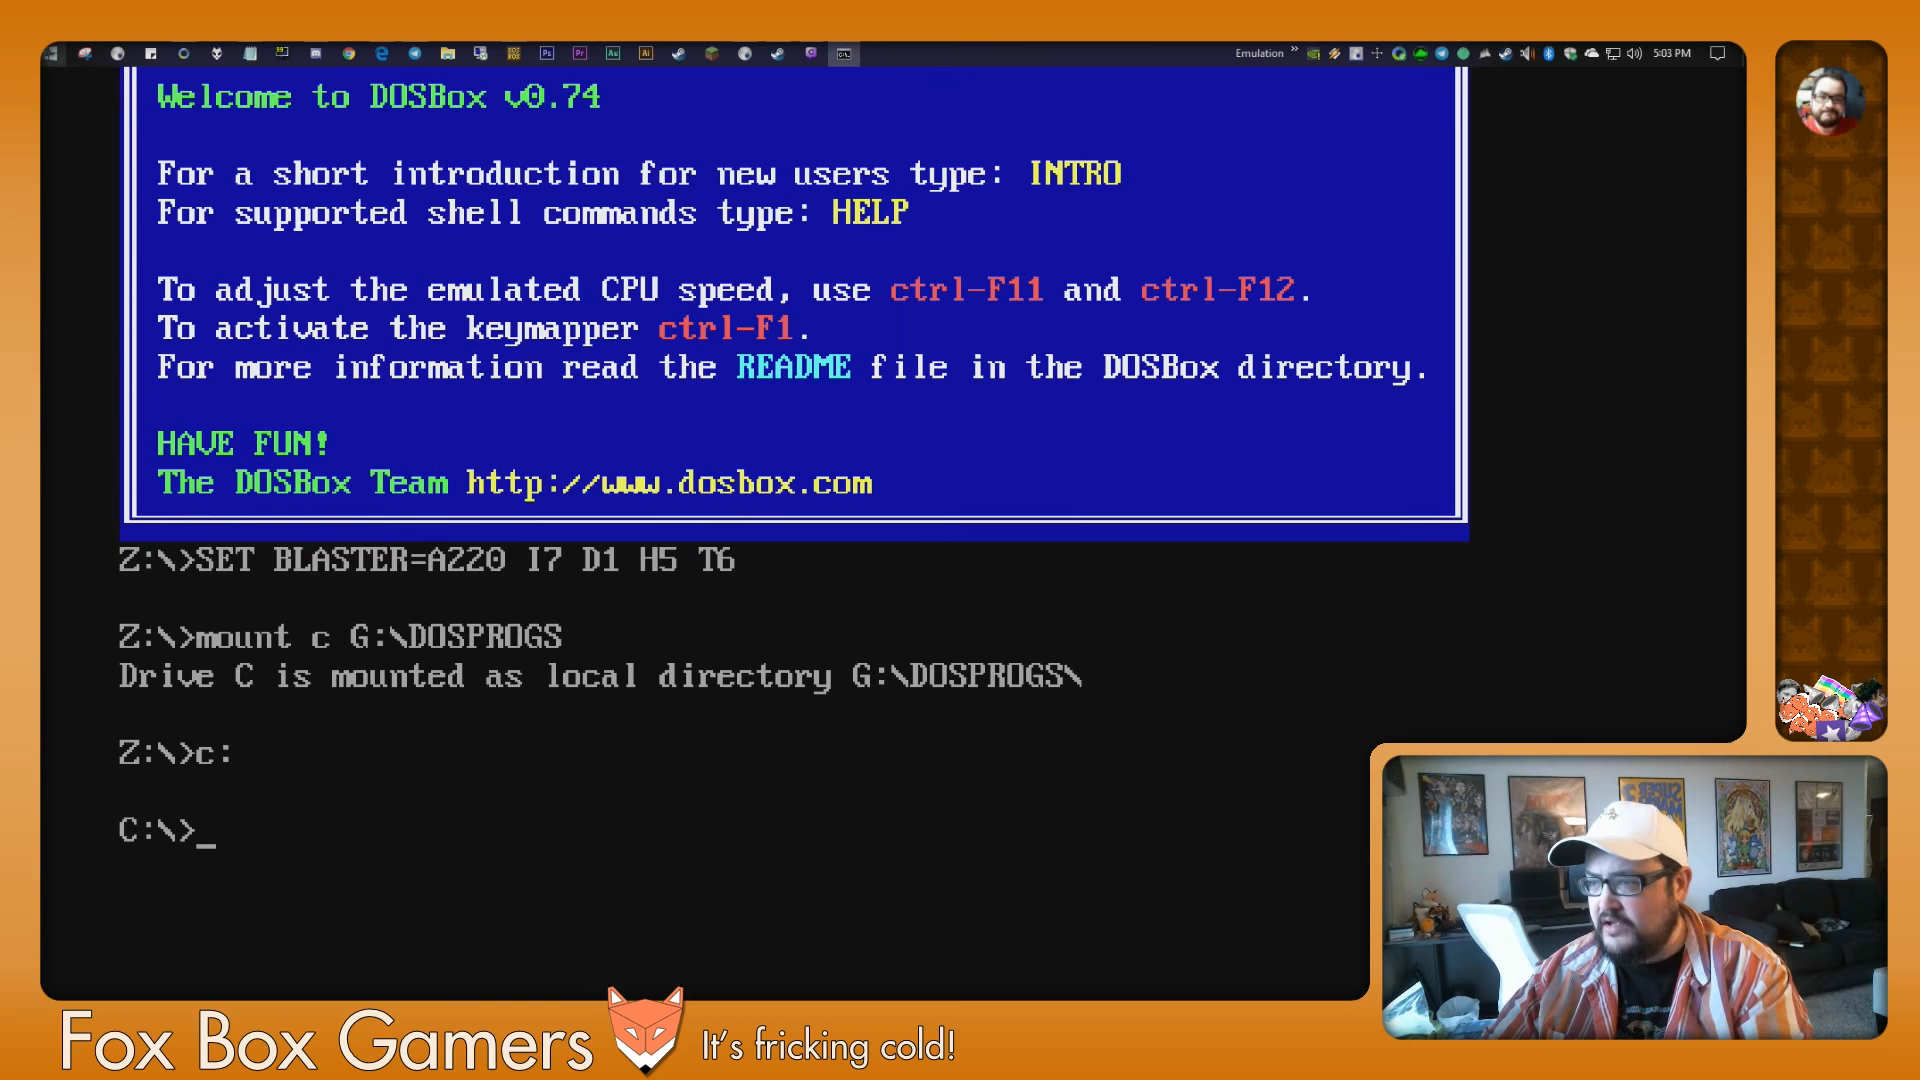 Emulation
5:03 PM
Welcome to DOSBox v0.74
For a short introduction for new users type: INTRO
For supported shell commands type: HELP
To adjust the emulated CPU speed, use ctrl-F11 and ctrl-F12.
To activate the keymapper ctrl-F1.
For more information read the README file in the DOSBox directory.
HAVE FUN!
The DOSBox Team http://www.dosbox.com
Z:\>SET BLASTER=A220 I7 D1 H5 T6
Z:\>mount c G:\DOSPROGS
Drive C is mounted as local directory G:\DOSPROGS\
Z:\>c:
C:\>_
Fox Box Gamers
It's fricking cold!